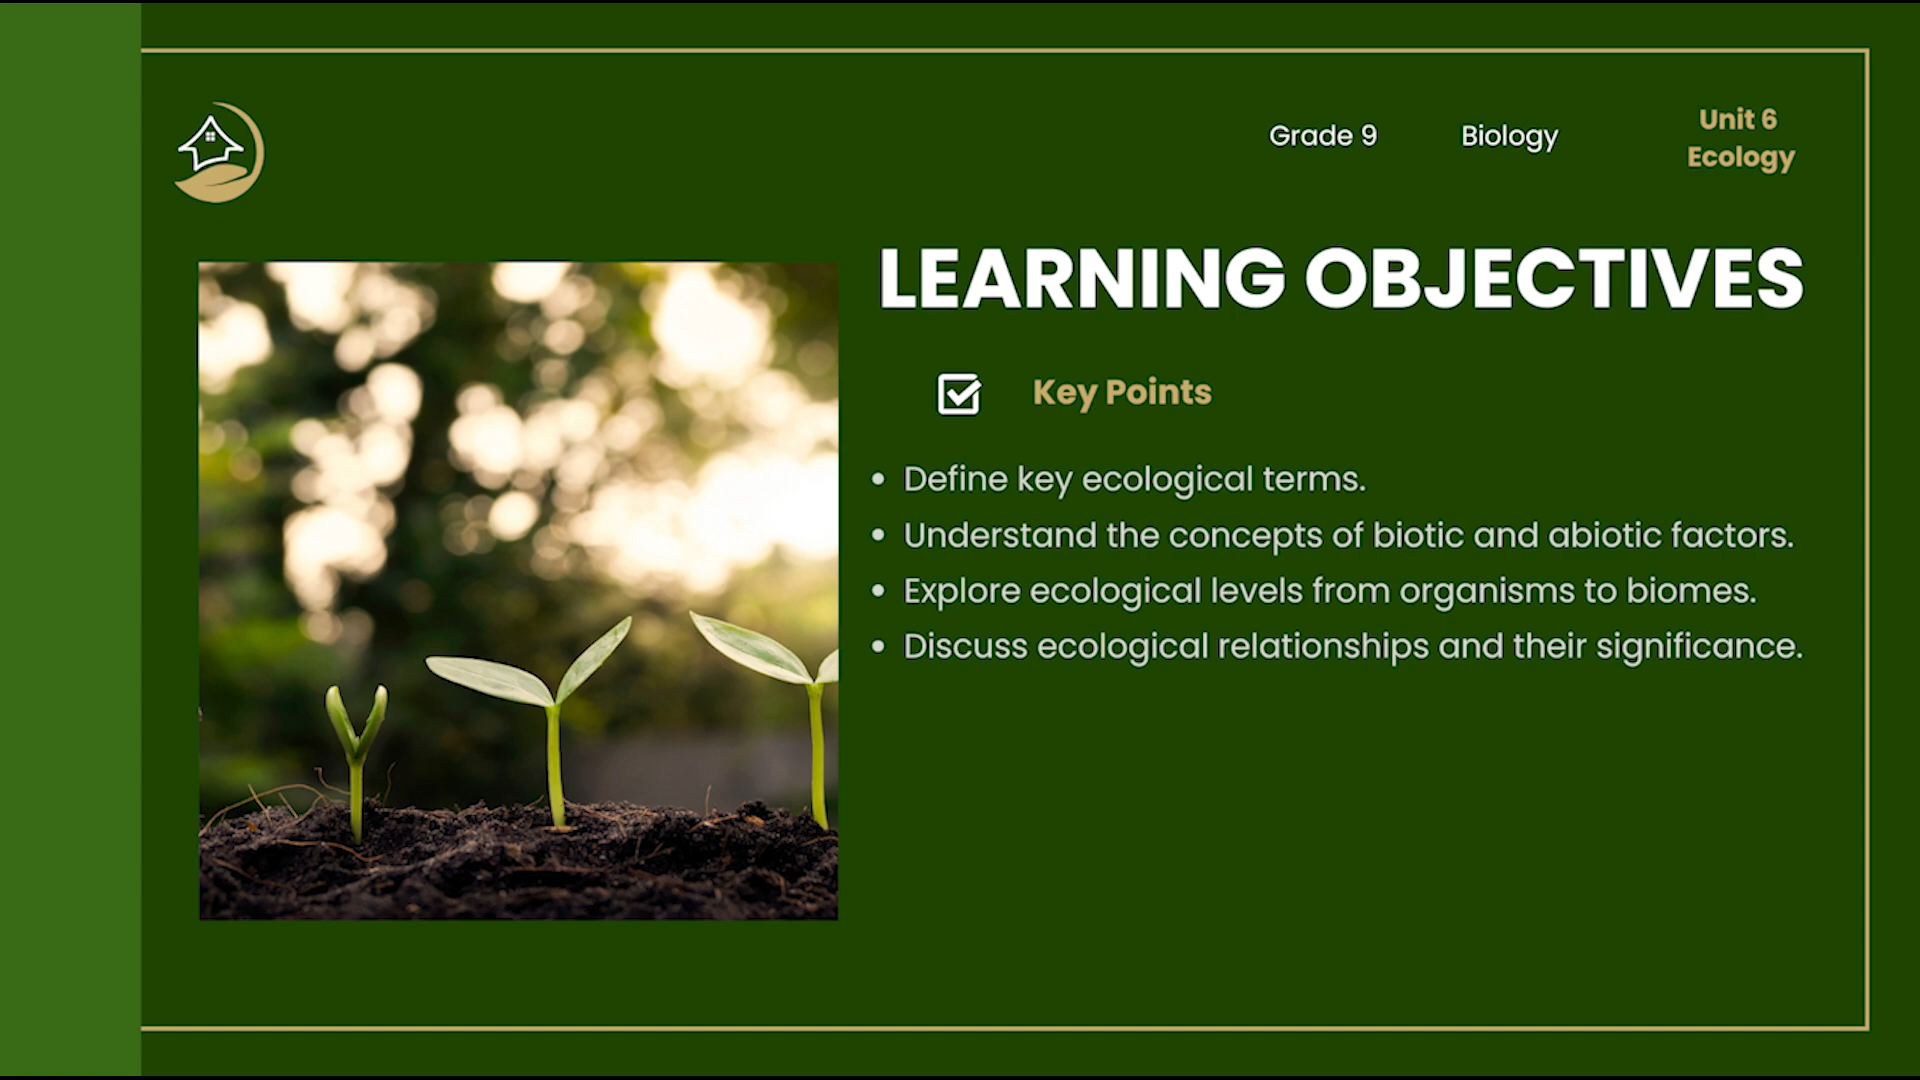 Grade 9
Biology
Unit 6
Ecology
LEARNING OBJECTIVES
Key Points
• Define key ecological terms.
• Understand the concepts of biotic and abiotic factors.
• Explore ecological levels from organisms to biomes.
• Discuss ecological relationships and their significance.